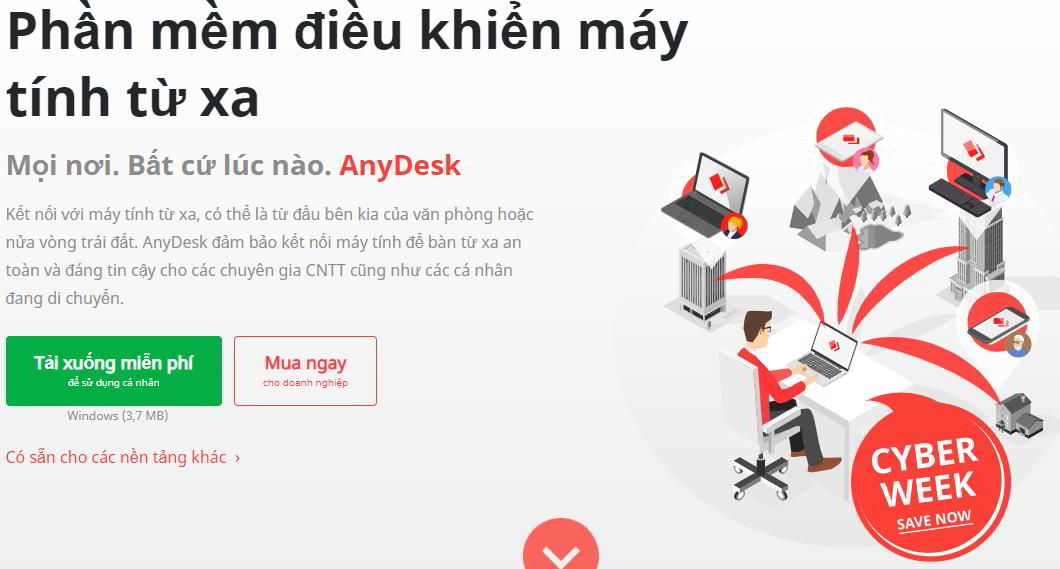 Phần mềm điều khiển máy
tính từ xa
Mọi nơi. Bất cứ lúc nào. AnyDesk
Kết nối với máy tính từ xa, có thể là từ đầu bên kia của văn phòng hoặc
nửa vòng trái đất. AnyDesk đảm bảo kết nối máy tính để bàn từ xa an
toàn và đáng tin cậy cho các chuyên gia CNTT cũng như các cá nhân
đang di chuyển.
Tải xuống miễn phí
để sử dụng cá nhân
Mua ngay
cho doanh nghiệp
Windows (3,7 MB)
Có sẵn cho các nền tảng khác ›
CYBER
WEEK
SAVE NOW